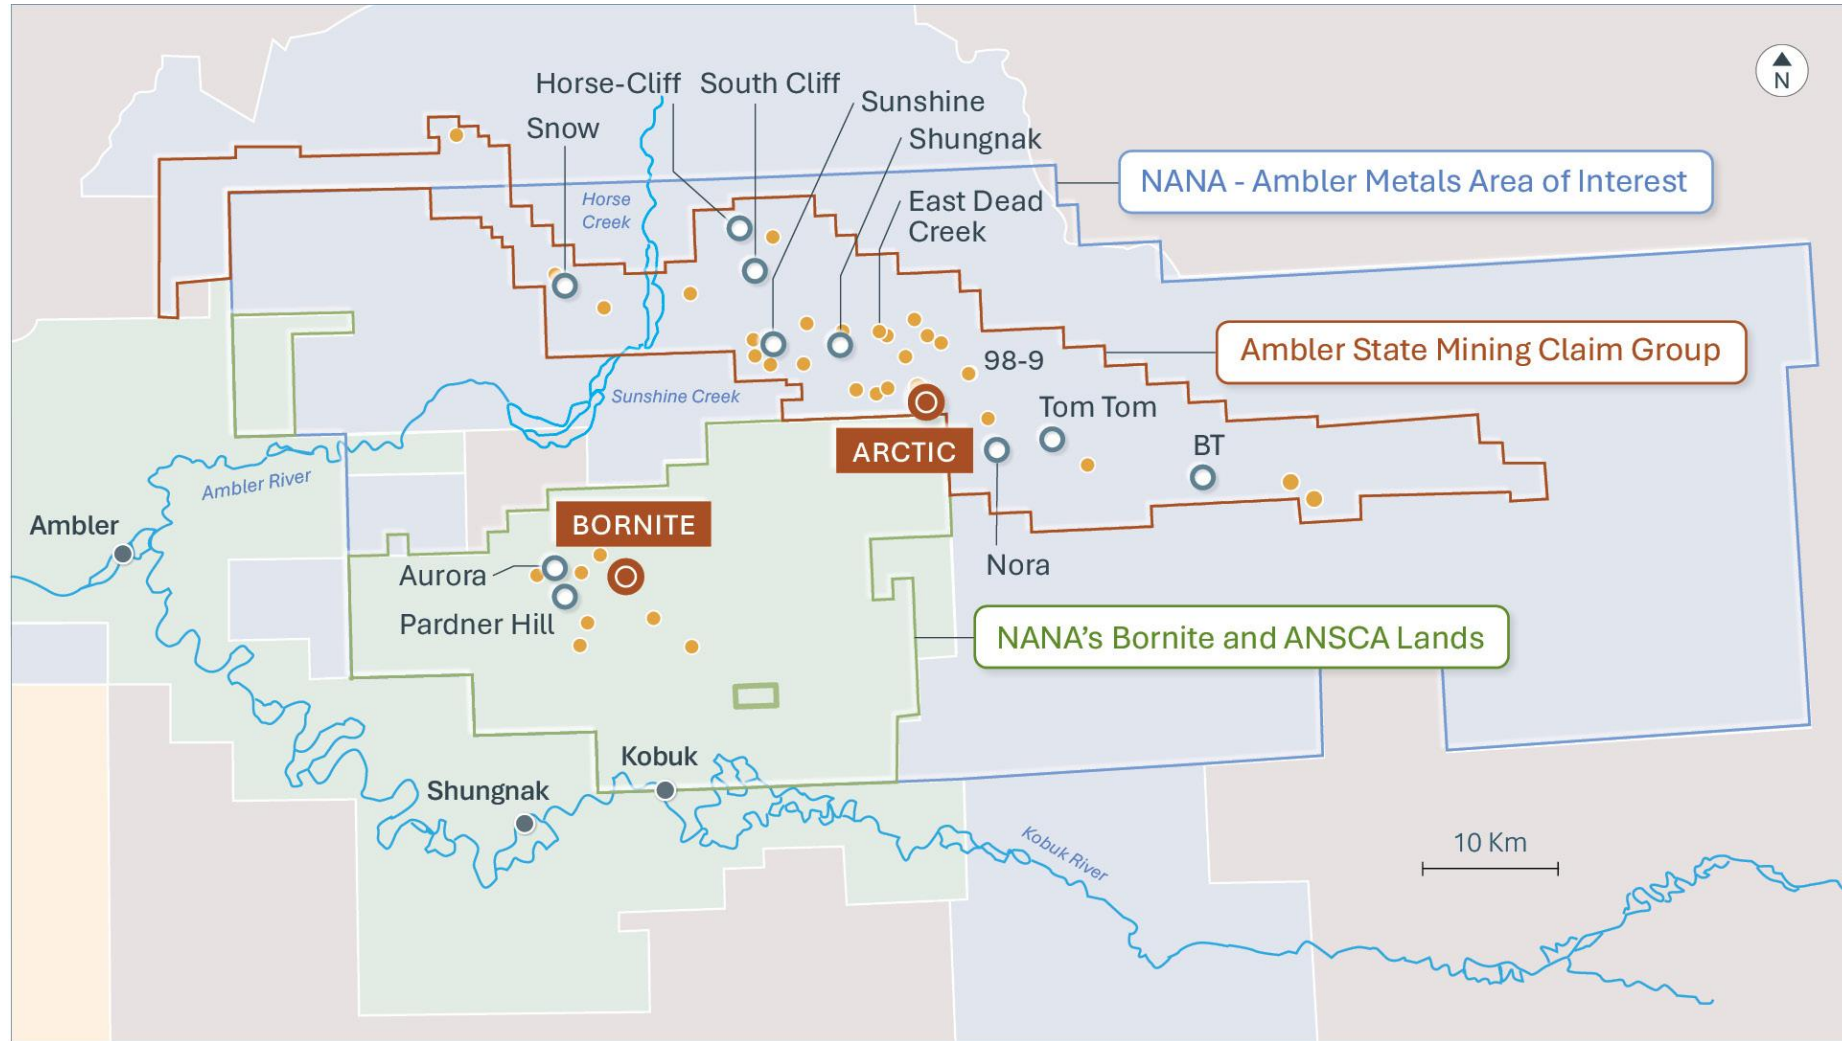 N
Horse-Cliff
South Cliff
Sunshine
Snow
Shungnak
NANA - Ambler Metals Area of Interest
Horse
Creek
East Dead
Creek
Ambler State Mining Claim Group
98-9
Sunshine Creek
Tom Tom
BT
ARCTIC
Ambler River
Ambler
BORNITE
Aurora
Nora
Pardner Hill
NANA's Bornite and ANSCA Lands
Kobuk
Shungnak
Kobuk River
10 Km